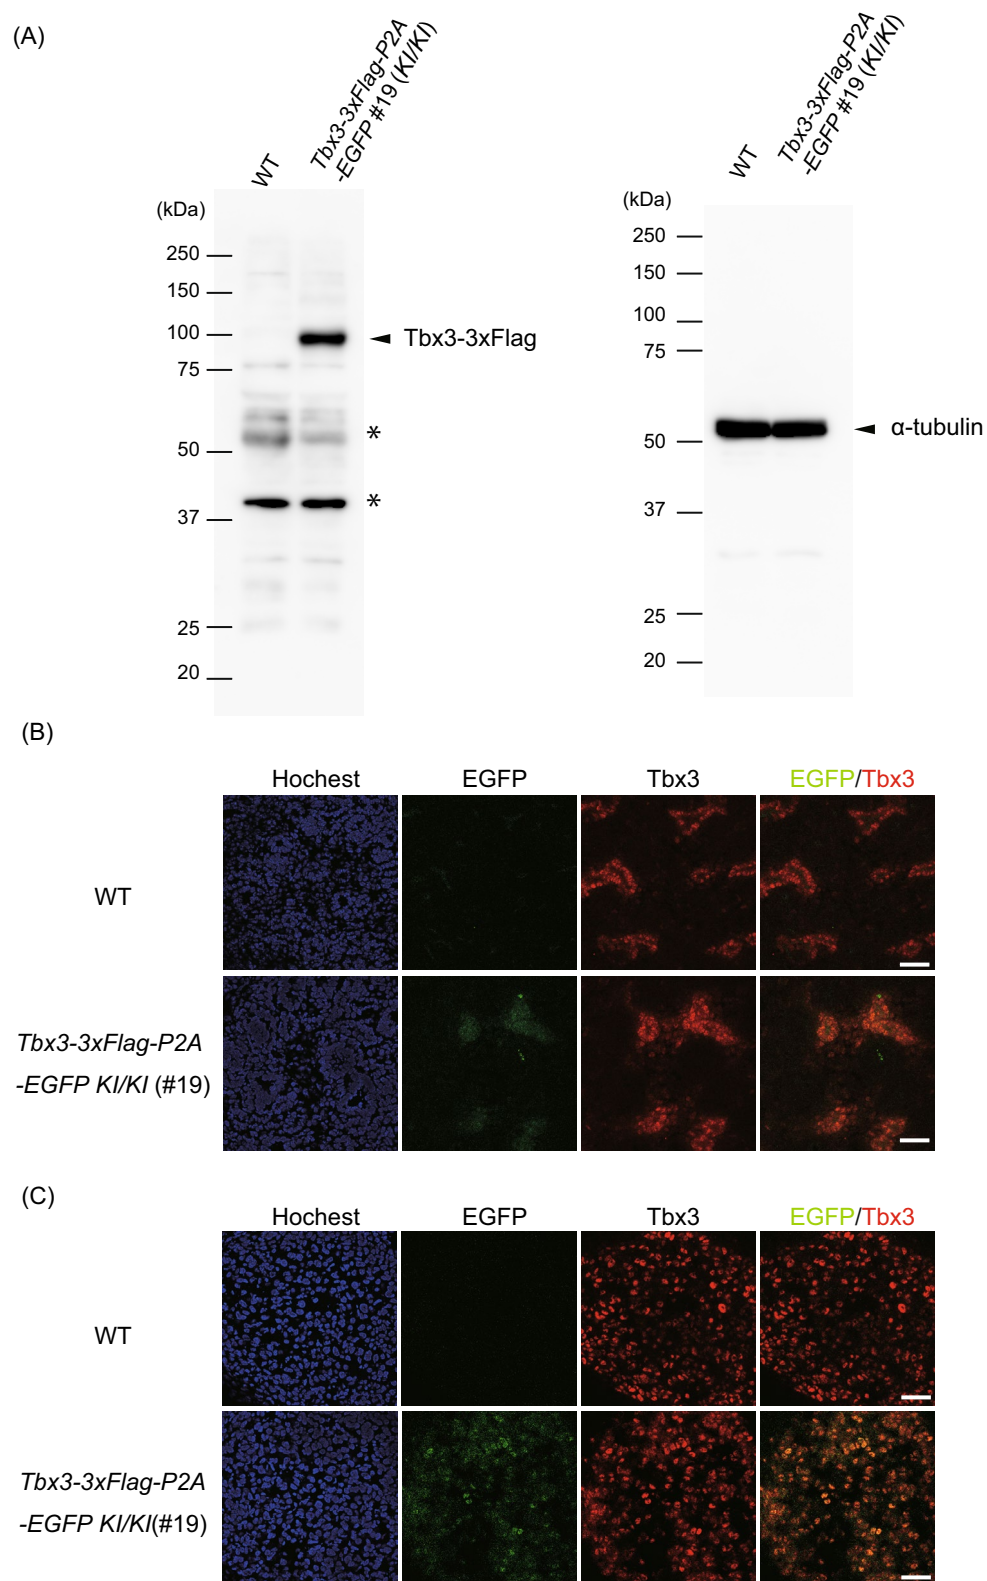 (A)
WT
Tbx3-3xFlag-P2A
-EGFP #19 (KI/KI)
(kDa)
250
150
100
75
50
37
25
20
Tbx3-3xFlag
*
*
WT
Tbx3-3xFlag-P2A
-EGFP #19 (KI/KI)
(kDa)
250
150
100
75
50
37
25
20
α-tubulin
(B)
Hochest EGFP Tbx3 EGFP/Tbx3
WT
Tbx3-3xFlag-P2A
-EGFP KI/KI (#19)
(C)
Hochest EGFP Tbx3 EGFP/Tbx3
WT
Tbx3-3xFlag-P2A
-EGFP KI/KI(#19)